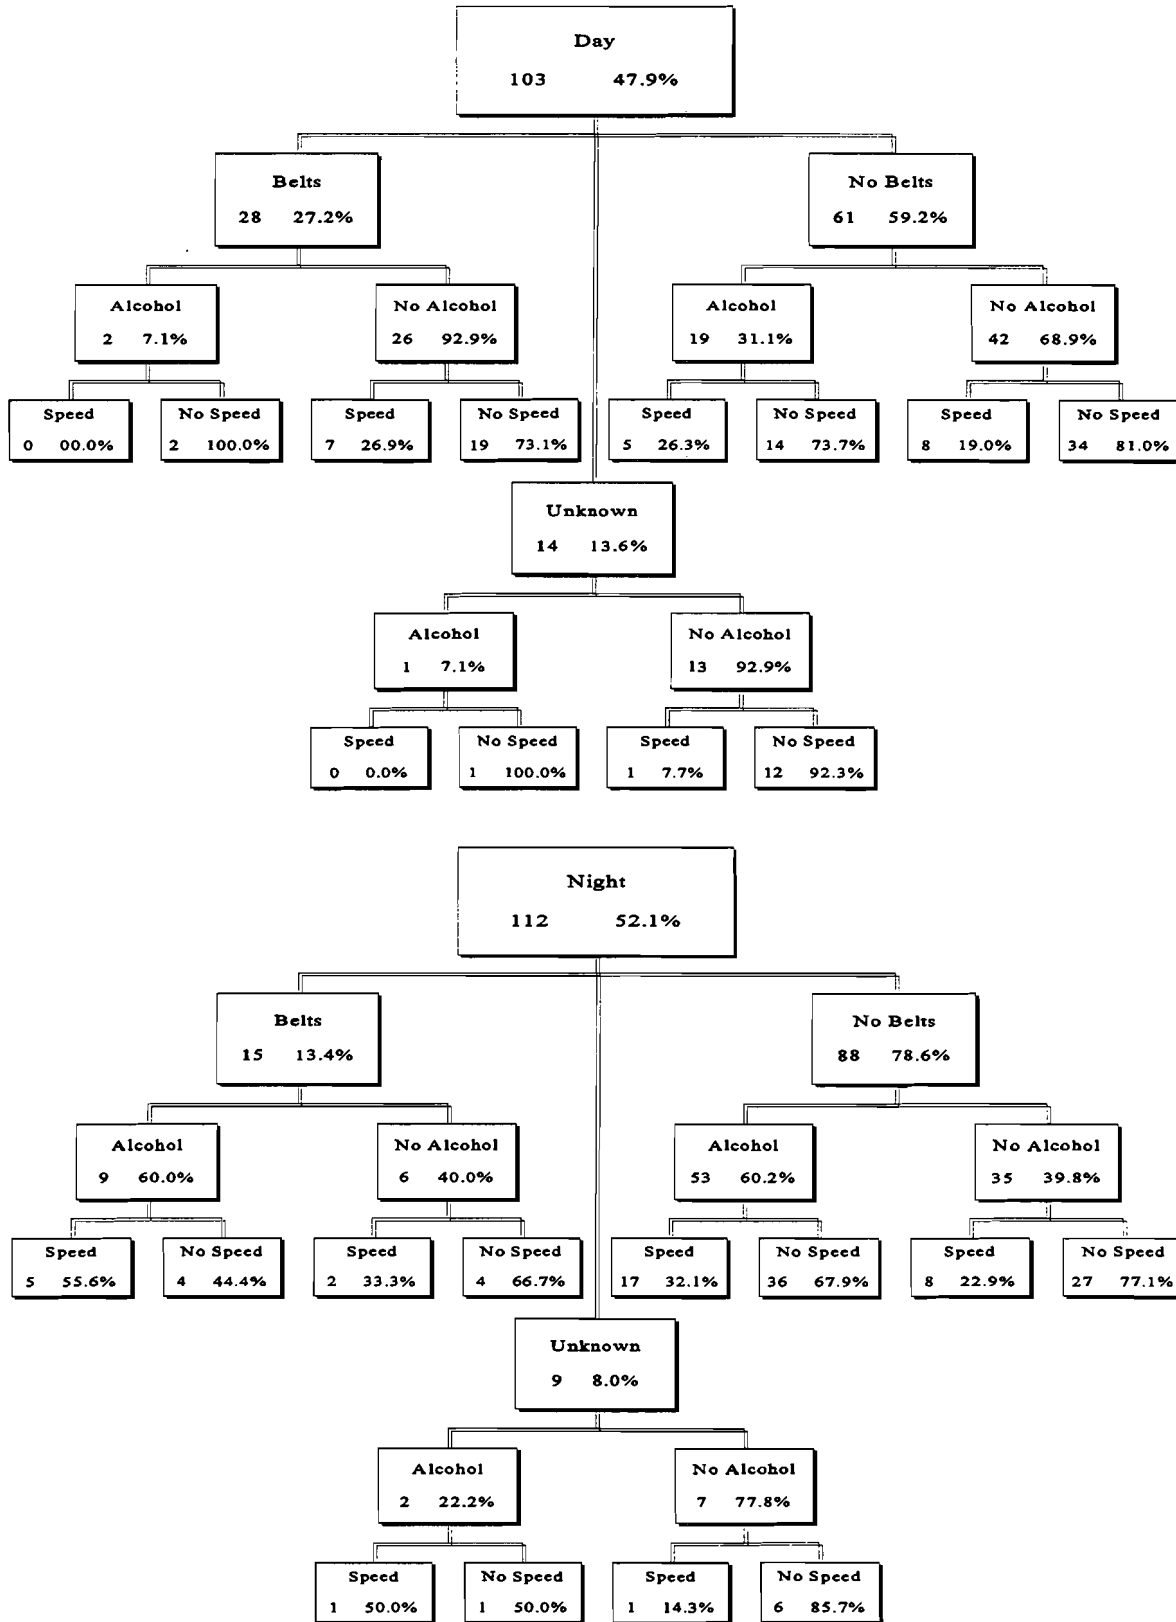 Day
103 47.9%
Belts No Belts
28 27.2% 61 59.2%
Alcohol No Alcohol Alcohol No Alcohol
2 7.1% 26 92.9% 19 31.1% 42 68.9%
Speed No Speed Speed No Speed Speed No Speed Speed No Speed
0 00.0% 2 100.0% 7 26.9% 19 73.1% 5 26.3% 14 73.7% 8 19.0% 34 81.0%
Unknown
14 13.6%
Alcohol No Alcohol
1 7.1% 13 92.9%
Speed No Speed Speed No Speed
0 0.0% 1 100.0% 1 7.7% 12 92.3%
Night
112 52.1%
Belts No Belts
15 13.4% 88 78.6%
Alcohol No Alcohol Alcohol No Alcohol
9 60.0% 6 40.0% 53 60.2% 35 39.8%
Speed No Speed Speed No Speed Speed No Speed Speed No Speed
5 55.6% 4 44.4% 2 33.3% 4 66.7% 17 32.1% 36 67.9% 8 22.9% 27 77.1%
Unknown
9 8.0%
Alcohol No Alcohol
2 22.2% 7 77.8%
Speed No Speed Speed No Speed
1 50.0% 1 50.0% 1 14.3% 6 85.7%